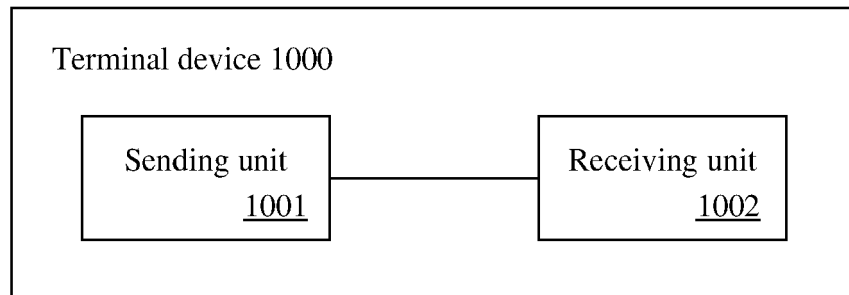 Terminal device 1000
Sending unit
1001
Receiving unit
1002